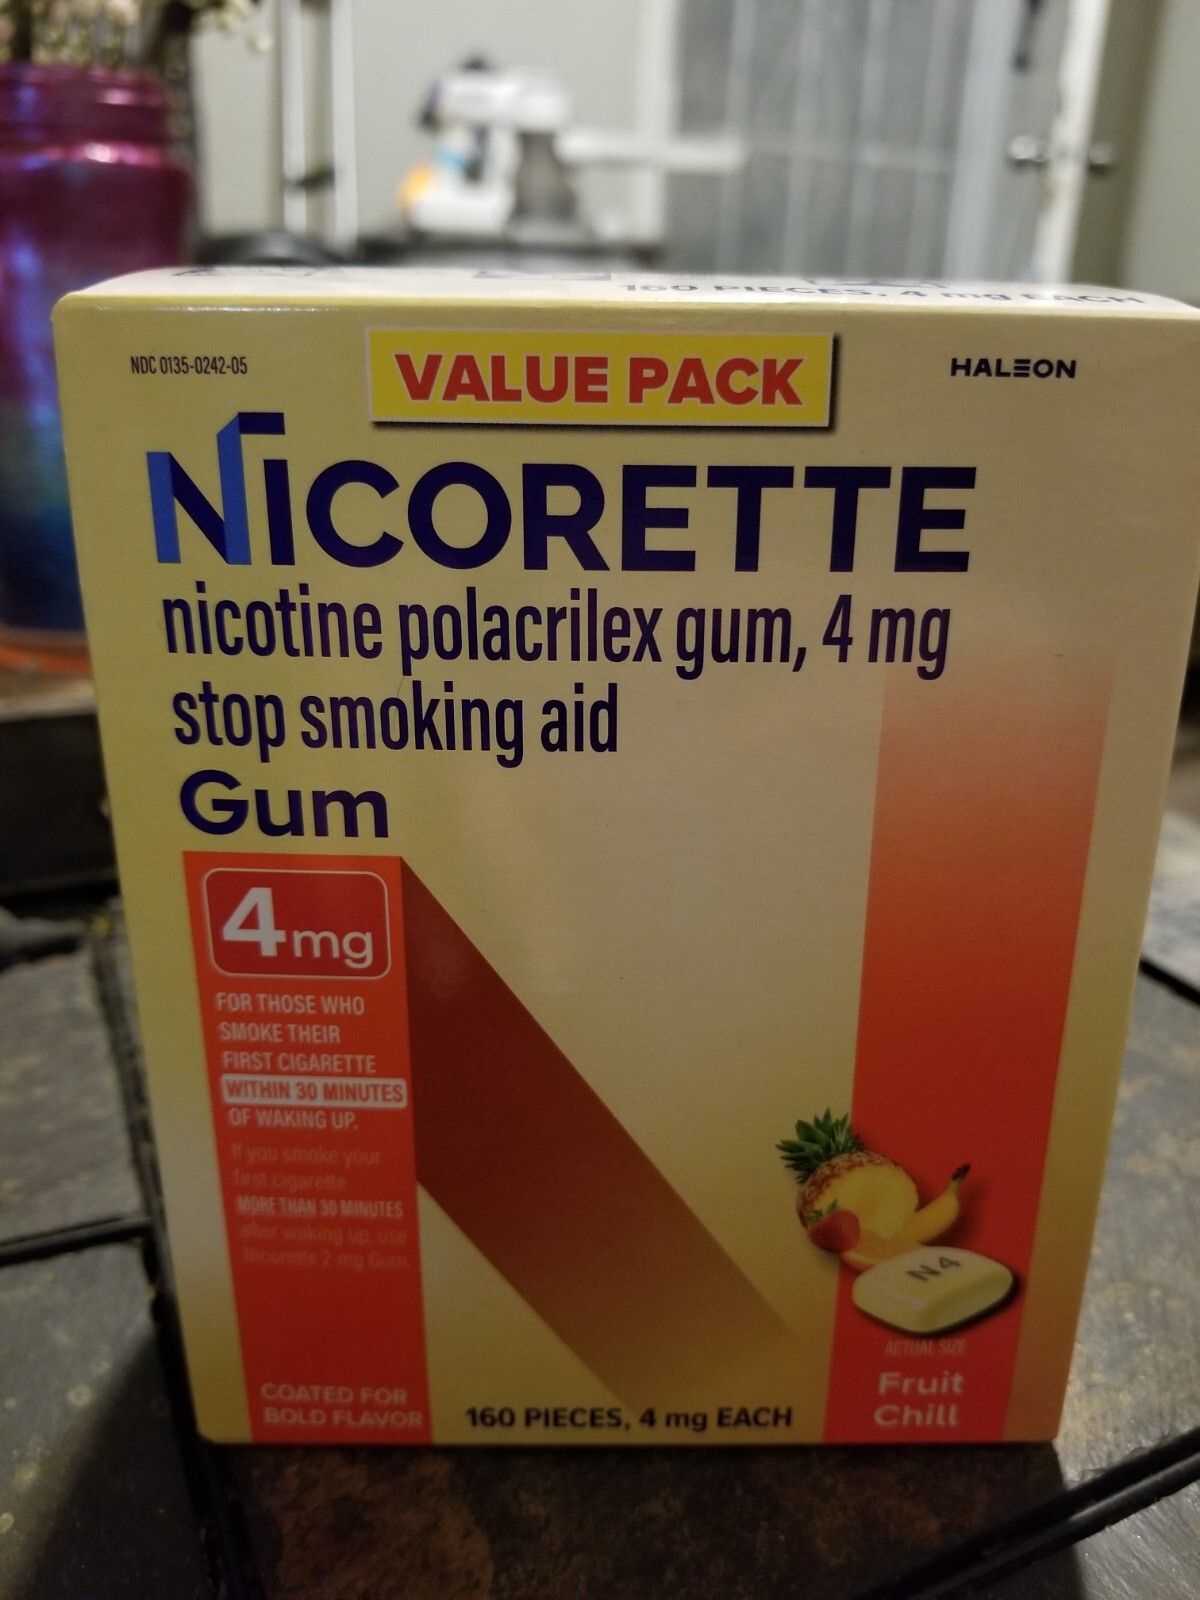 160 PIECES, 4 mg EACH
NDC 0135-0242-05
VALUE PACK
HALEON
NICORETTE
nicotine polacrilex gum, 4 mg
stop smoking aid
Gum
4mg
FOR THOSE WHO
SMOKE THEIR
FIRST CIGARETTE
WITHIN 30 MINUTES
OF WAKING UP.
If you smoke your
first cigarette
MORE THAN 30 MINUTES
after waking up, use
Nicorette 2 mg Gum.
COATED FOR
BOLD FLAVOR
160 PIECES, 4 mg EACH
N4
ACTUAL SIZE
Fruit
Chill